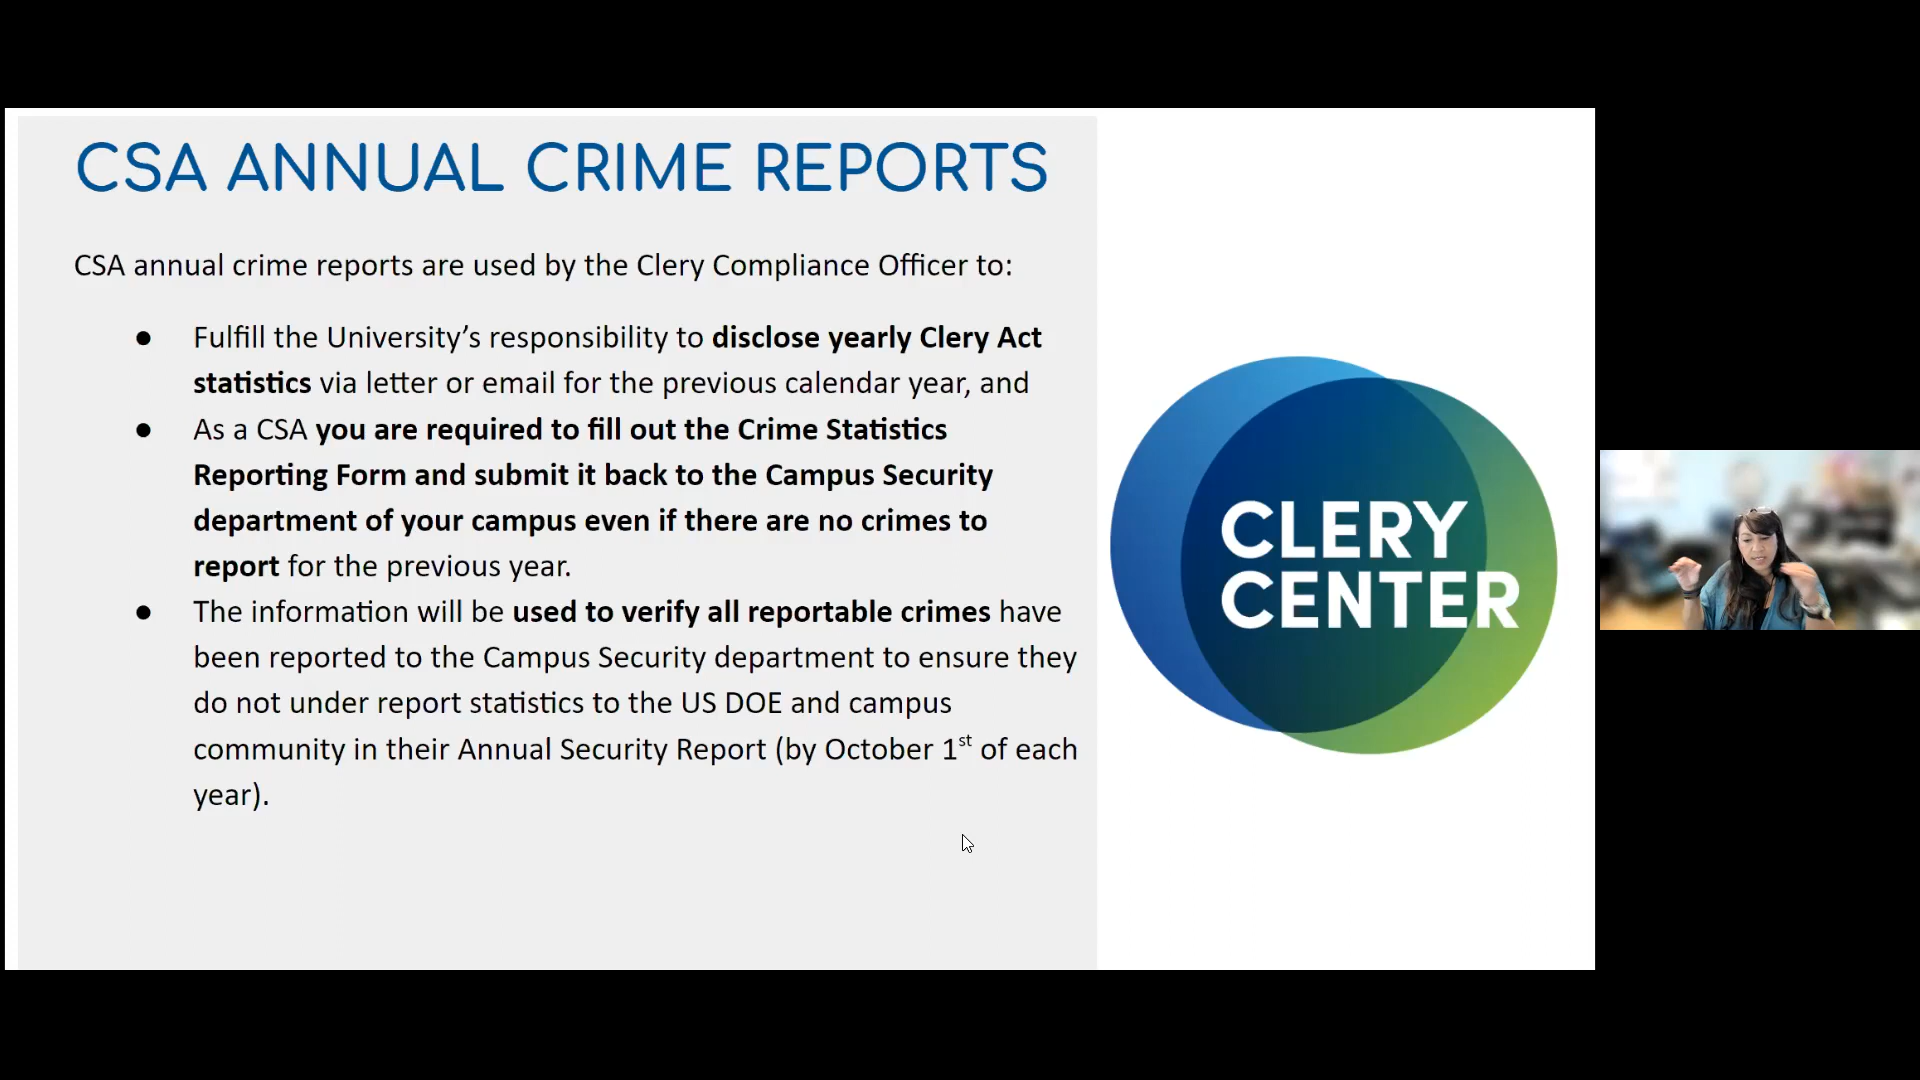 CSA ANNUAL CRIME REPORTS
CSA annual crime reports are used by the Clery Compliance Officer to:
● Fulfill the University’s responsibility to disclose yearly Clery Act
statistics via letter or email for the previous calendar year, and
● As a CSA you are required to fill out the Crime Statistics
Reporting Form and submit it back to the Campus Security
department of your campus even if there are no crimes to
report for the previous year.
● The information will be used to verify all reportable crimes have
been reported to the Campus Security department to ensure they
do not under report statistics to the US DOE and campus
community in their Annual Security Report (by October 1st of each
year).
CLERY
CENTER